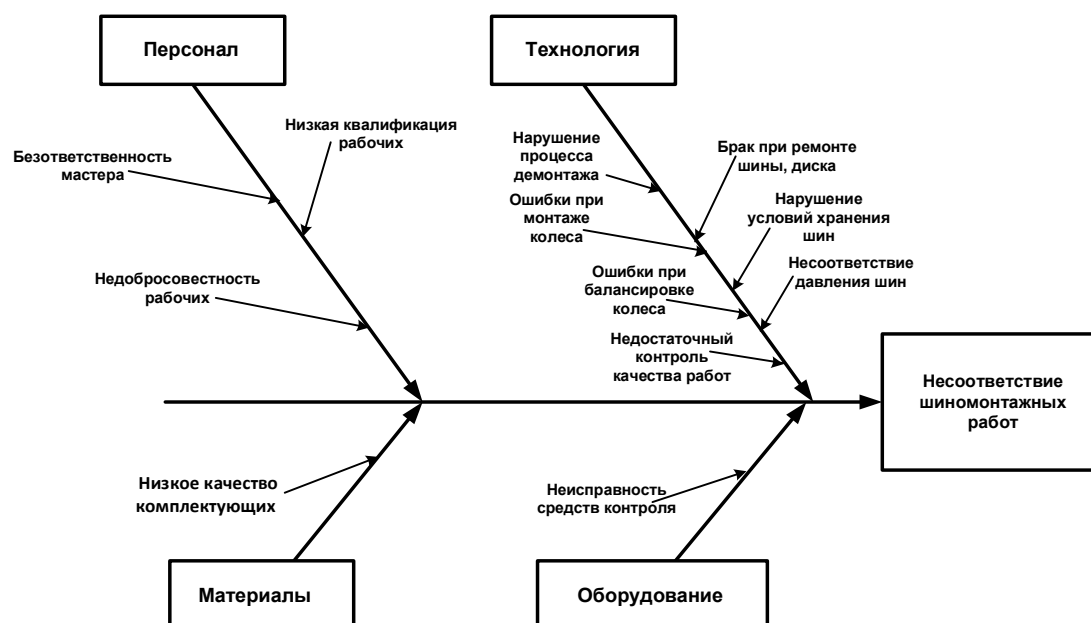 Персонал
Технология
Низкая квалификация
рабочих
Безответственность
мастера
Недобросовестность
рабочих
Нарушение
процесса
демонтажа
Брак при ремонте
шины, диска
Ошибки при
монтаже
колеса
Нарушение
условий хранения
шин
Несоответствие
давления шин
Ошибки при
балансировке
колеса
Недостаточный
контроль
качества работ
Несоответствие
шиномонтажных
работ
Низкое качество
комплектующих
Неисправность
средств контроля
Материалы
Оборудование